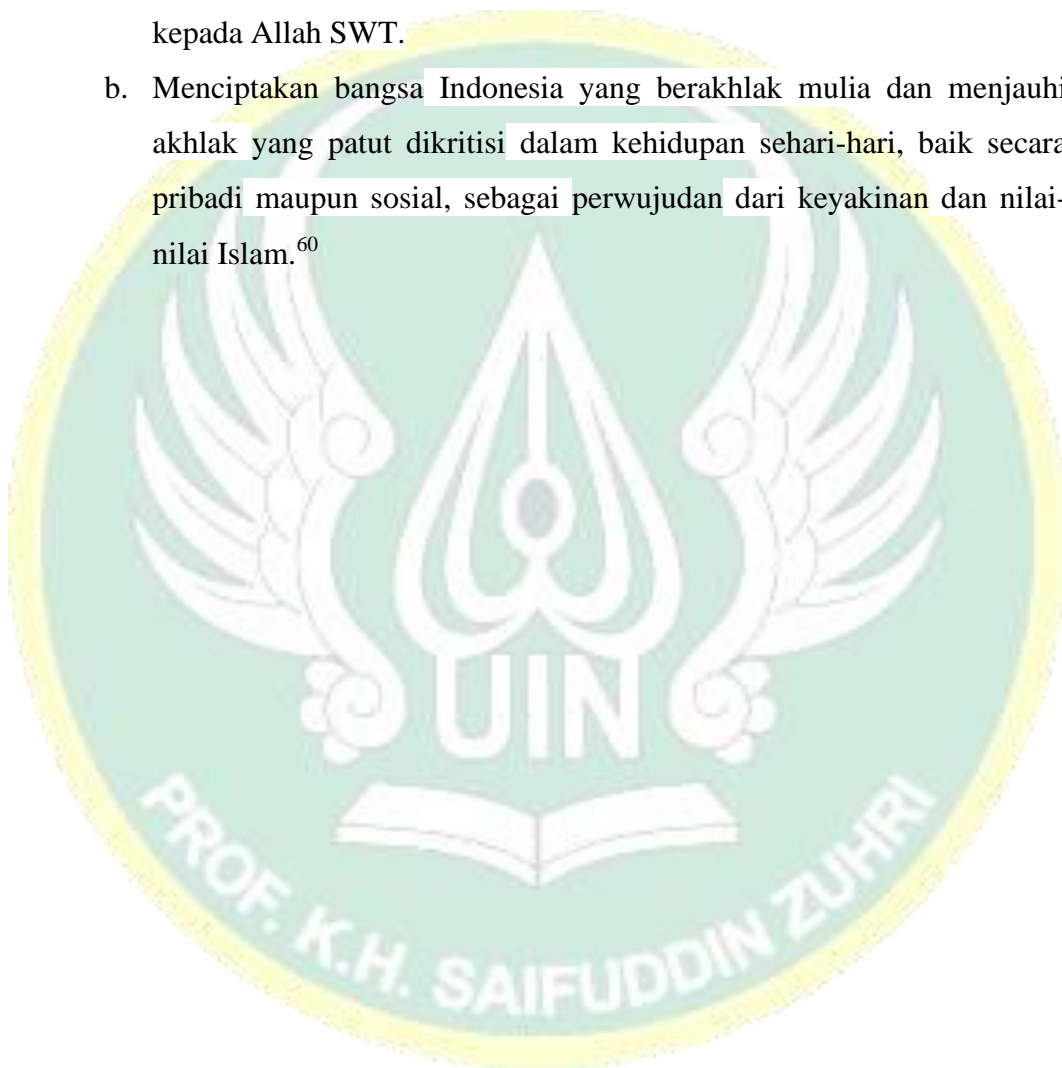 kepada Allah SWT.
b. Menciptakan bangsa Indonesia yang berakhlak mulia dan menjauhi
akhlak yang patut dikritisi dalam kehidupan sehari-hari, baik secara
pribadi maupun sosial, sebagai perwujudan dari keyakinan dan nilai-
nilai Islam.60
UIN
PROF. K.H. SAIFUDDIN ZUHRI